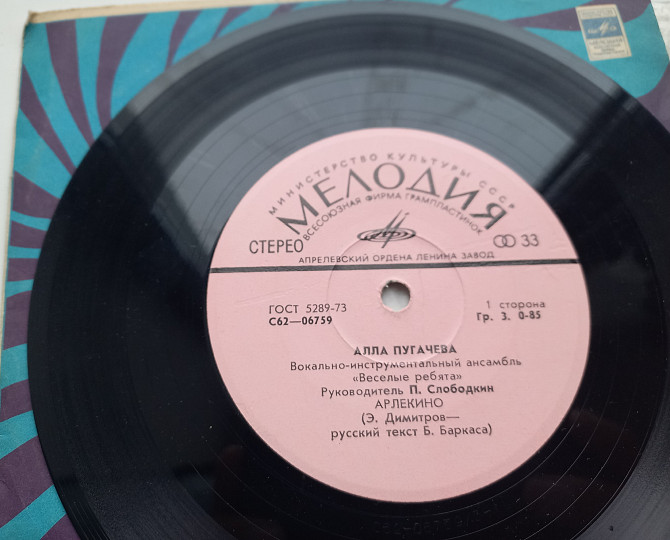 МИНИСТЕРСТВО КУЛЬТУРЫ СССР
МЕЛОДИЯ
ВСЕСОЮЗНАЯ ФИРМА ГРАМПЛАСТИНОК
СТЕРЕО
33
АПРЕЛЕВСКИЙ ОРДЕНА ЛЕНИНА ЗАВОД
ГОСТ 5289-73
1 сторона
С62—06759
Гр. 3. 0-85
АЛЛА ПУГАЧЕВА
Вокально-инструментальный ансамбль
«Веселые ребята»
Руководитель П. Слободкин
АРЛЕКИНО
(Э. Димитров—
русский текст Б. Баркаса)